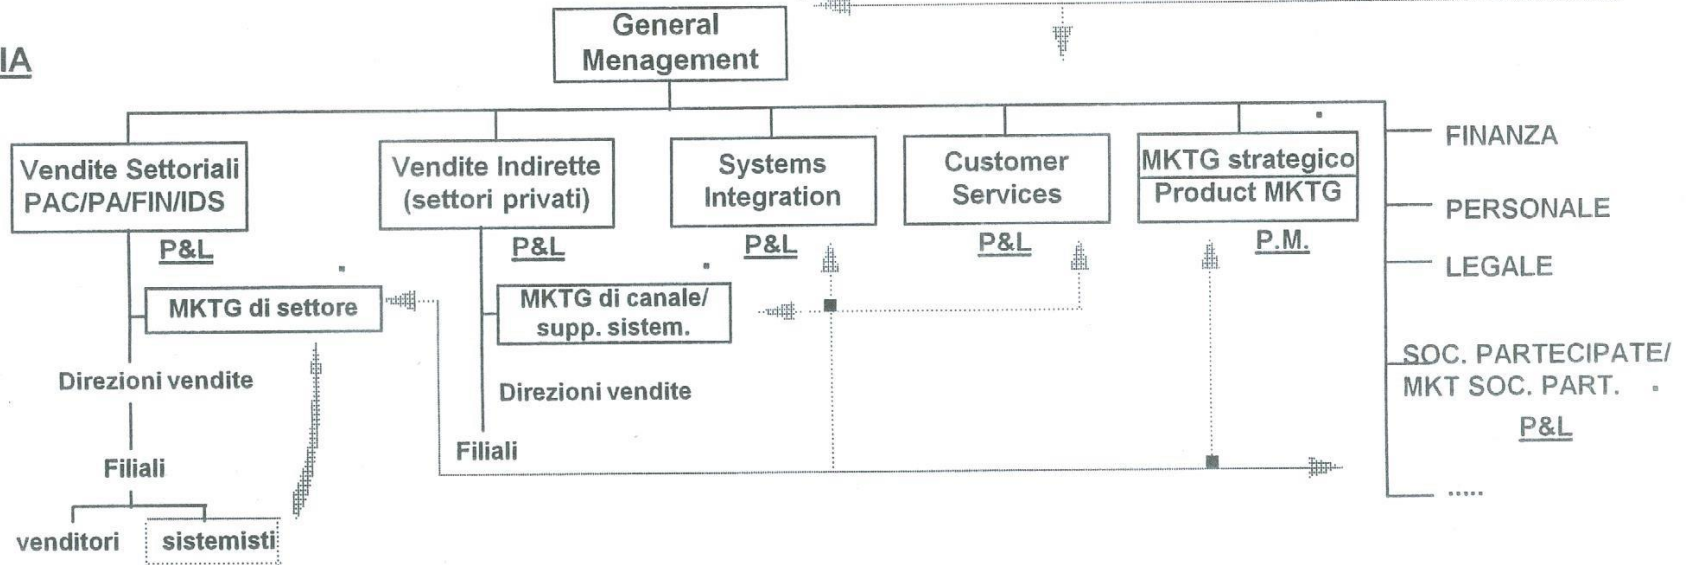 General
Menagement
IA
Vendite Settoriali
PAC/PA/FIN/IDS
P&L
Vendite Indirette
(settori privati)
P&L
Systems
Integration
P&L
Customer
Services
P&L
MKTG strategico
Product MKTG
P.M.
FINANZA
PERSONALE
LEGALE
SOC. PARTECIPATE/
MKT SOC. PART.
P&L
.....
MKTG di settore
Direzioni vendite
Filiali
venditori
sistemisti
MKTG di canale/
supp. sistem.
Direzioni vendite
Filiali